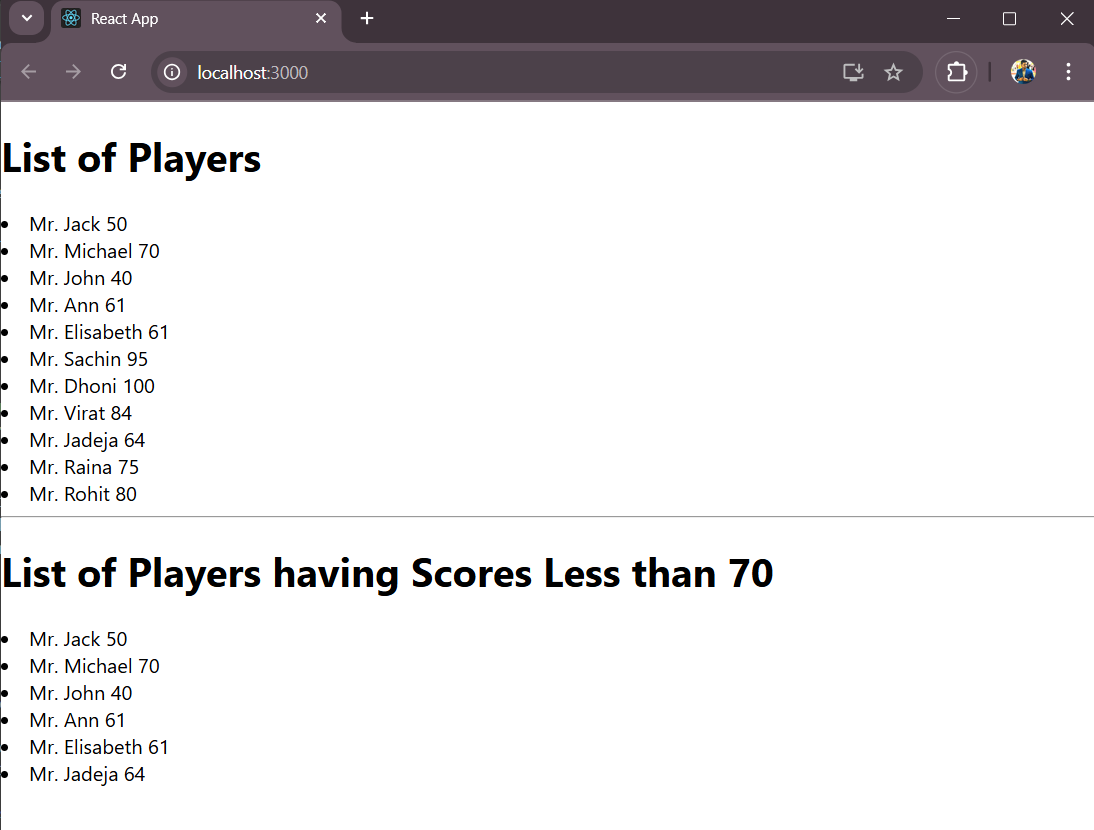 React App
localhost:3000
List of Players
Mr. Jack 50
Mr. Michael 70
Mr. John 40
Mr. Ann 61
Mr. Elisabeth 61
Mr. Sachin 95
Mr. Dhoni 100
Mr. Virat 84
Mr. Jadeja 64
Mr. Raina 75
Mr. Rohit 80
List of Players having Scores Less than 70
Mr. Jack 50
Mr. Michael 70
Mr. John 40
Mr. Ann 61
Mr. Elisabeth 61
Mr. Jadeja 64